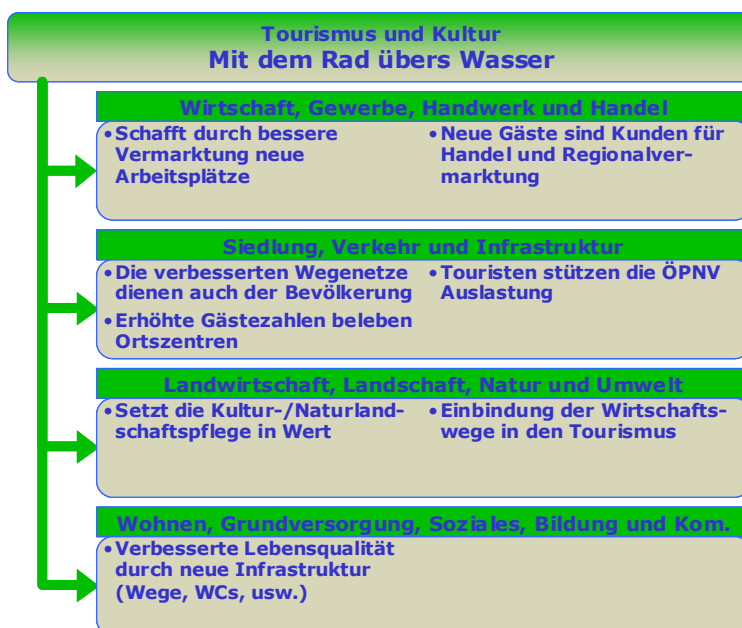 Tourismus und Kultur
Mit dem Rad übers Wasser
Wirtschaft, Gewerbe, Handwerk und Handel
• Schafft durch bessere
Vermarktung neue
Arbeitsplätze
• Neue Gäste sind Kunden für
Handel und Regionalver-
marktung
Siedlung, Verkehr und Infrastruktur
• Die verbesserten Wegenetze
dienen auch der Bevölkerung
• Erhöhte Gästezahlen beleben
Ortszentren
• Touristen stützen die ÖPNV
Auslastung
Landwirtschaft, Landschaft, Natur und Umwelt
• Setzt die Kultur-/Naturland-
schaftspflege in Wert
• Einbindung der Wirtschafts-
wege in den Tourismus
Wohnen, Grundversorgung, Soziales, Bildung und Kom.
• Verbesserte Lebensqualität
durch neue Infrastruktur
(Wege, WCs, usw.)